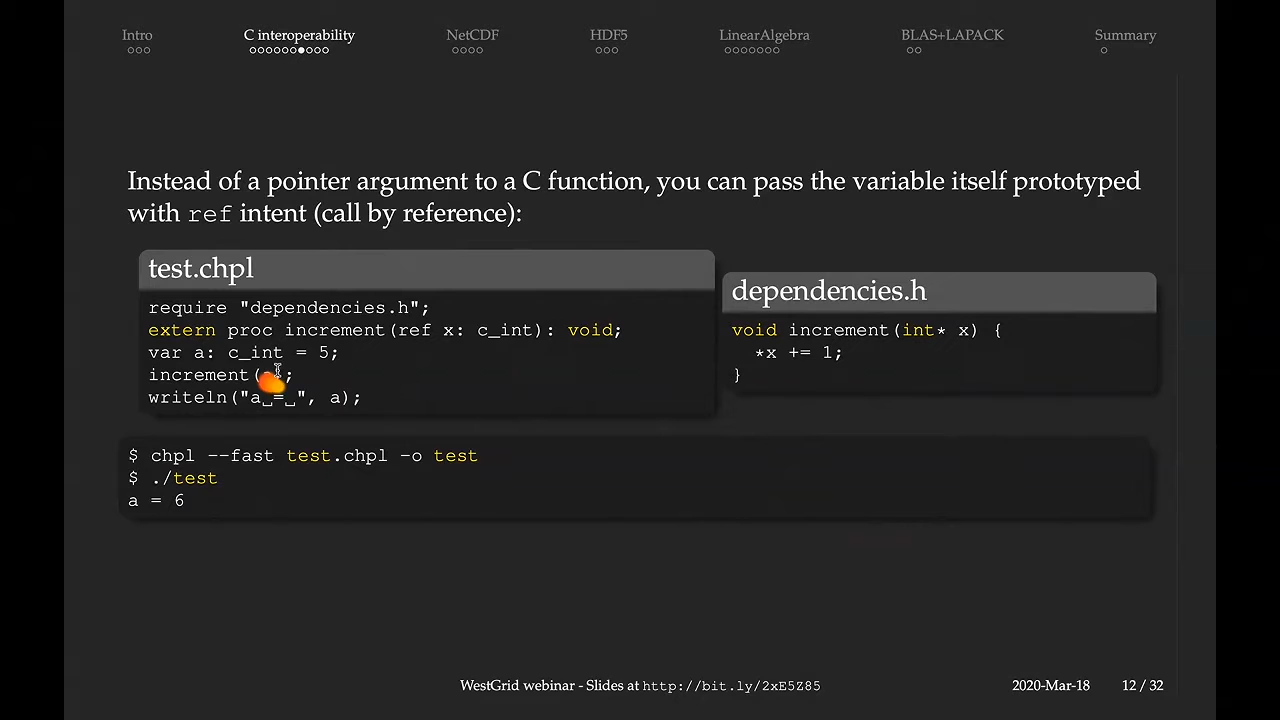 Intro C interoperability NetCDF HDF5 LinearAlgebra BLAS+LAPACK Summary
Instead of a pointer argument to a C function, you can pass the variable itself prototyped
with ref intent (call by reference):
test.chpl
require "dependencies.h";
extern proc increment(ref x: c_int): void;
var a: c_int = 5;
increment(
writeln("a␣=␣", a);
dependencies.h
void increment(int* x) {
*x += 1;
}
$ chpl --fast test.chpl -o test
$ ./test
a = 6
WestGrid webinar - Slides at http://bit.ly/2xE5Z85 2020-Mar-18 12 / 32